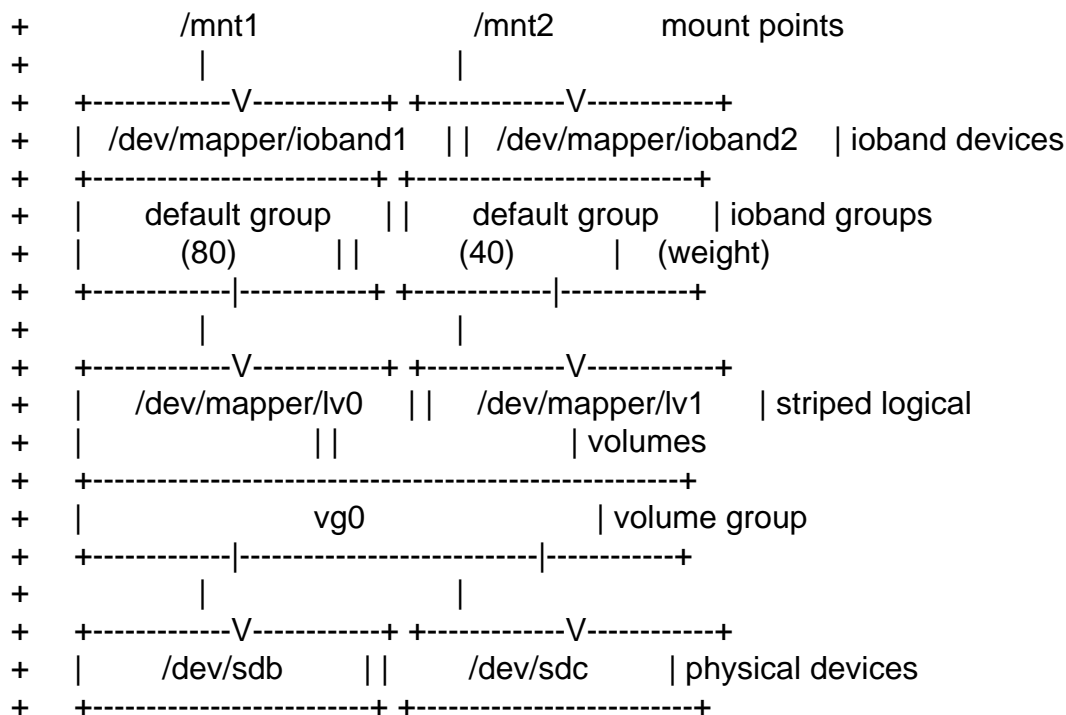 + /mnt1 /mnt2 mount points
+ | |
+ +-------------V------------+ +-------------V------------+
+ | /dev/mapper/ioband1 | | /dev/mapper/ioband2 | ioband devices
+ +--------------------------+ +--------------------------+
+ | default group | | default group | ioband groups
+ | (80) | | (40) | (weight)
+ +-------------|------------+ +-------------|------------+
+ | |
+ +-------------V------------+ +-------------V------------+
+ | /dev/mapper/lv0 | | /dev/mapper/lv1 | striped logical
+ | | | | volumes
+ +-------------------------------------------------------+
+ | vg0 | volume group
+ +-------------|----------------------------|------------+
+ | |
+ +-------------V------------+ +-------------V------------+
+ | /dev/sdb | | /dev/sdc | physical devices
+ +--------------------------+ +--------------------------+